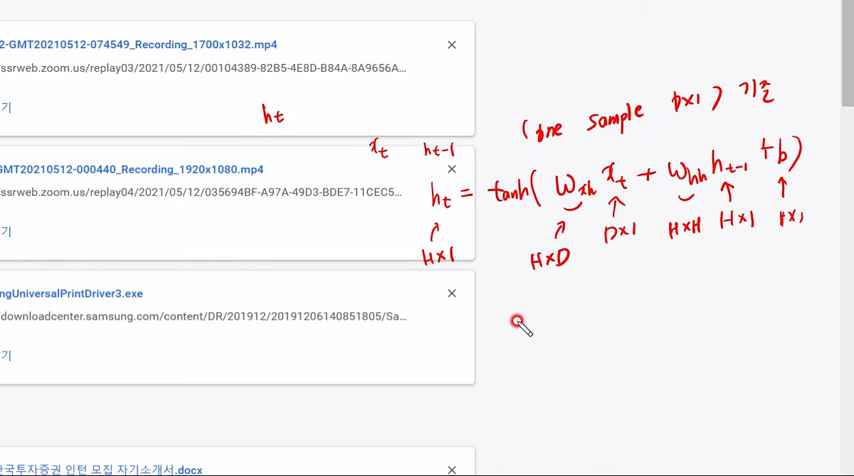 2-GMT20210512-074549_Recording_1700x1032.mp4
ssrweb.zoom.us/replay03/2021/05/12/00104389-82B5-4E8D-B84A-8A9656A...
기
GMT20210512-000440_Recording_1920x1080.mp4
ssrweb.zoom.us/replay04/2021/05/12/035694BF-A97A-49D3-BDE7-11CEC5...
기
ngUniversalPrintDriver3.exe
downloadcenter.samsung.com/content/DR/201912/20191206140851805/Sa...
기
한국투자증권 인턴 모집 자기소개서.docx
(one sample D×1) 기준
ht
xt ht-1
ht = tanh( Wxh xt + Whh ht-1 + b)
H×1 H×D D×1 H×H H×1 H×1